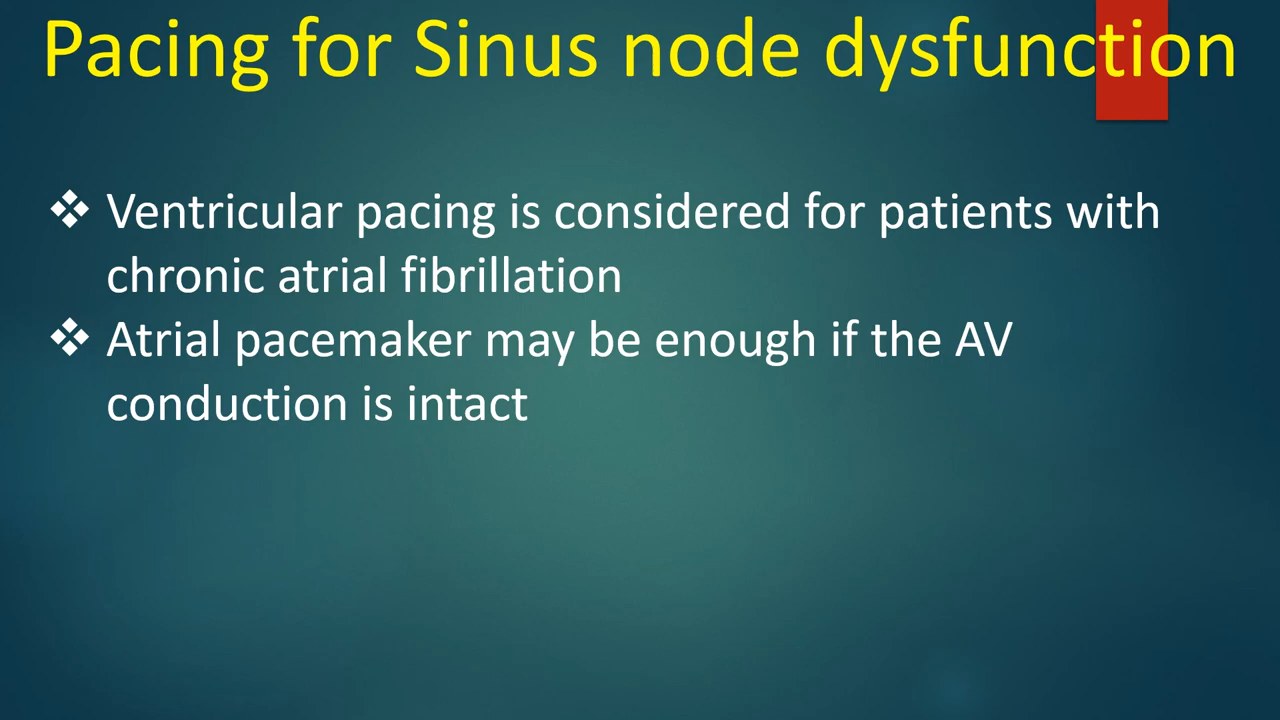 Pacing for Sinus node dysfunction
❖ Ventricular pacing is considered for patients with
chronic atrial fibrillation
❖ Atrial pacemaker may be enough if the AV
conduction is intact